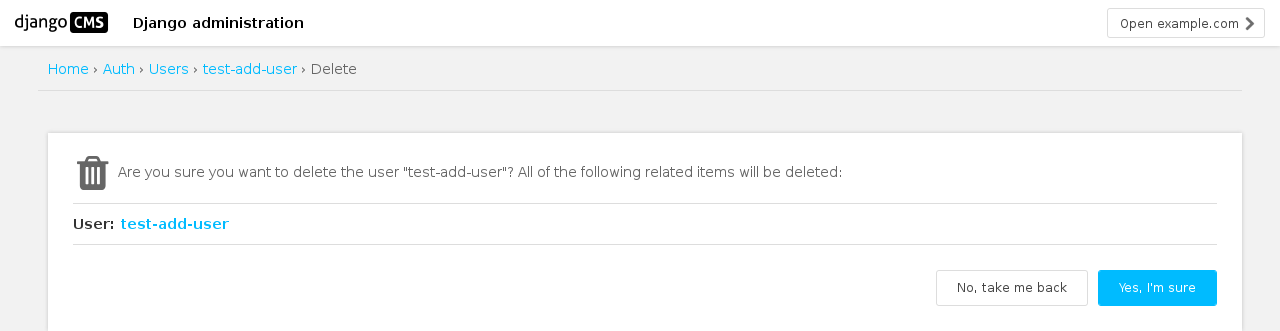 django CMS Django administration Open example.com
Home › Auth › Users › test-add-user › Delete
Are you sure you want to delete the user "test-add-user"? All of the following related items will be deleted:
User: test-add-user
No, take me back Yes, I'm sure